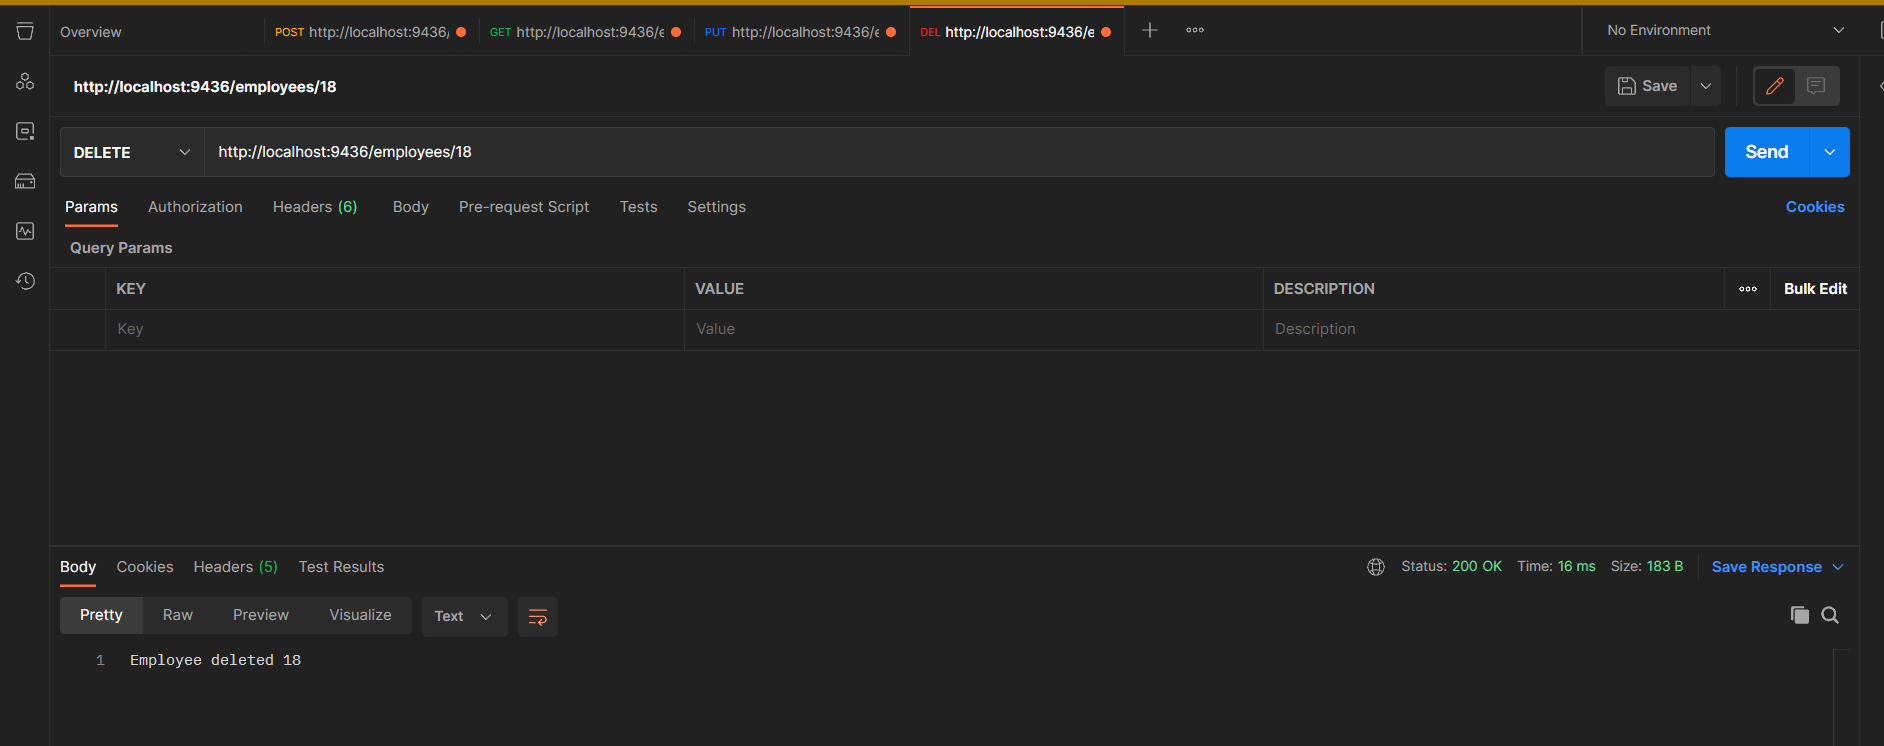 Overview
POST http://localhost:9436/
GET http://localhost:9436/e
PUT http://localhost:9436/e
DEL http://localhost:9436/e
No Environment
http://localhost:9436/employees/18
Save
DELETE
http://localhost:9436/employees/18
Send
Params
Authorization
Headers (6)
Body
Pre-request Script
Tests
Settings
Cookies
Query Params
KEY
VALUE
DESCRIPTION
Bulk Edit
Key
Value
Description
Body
Cookies
Headers (5)
Test Results
Status: 200 OK
Time: 16 ms
Size: 183 B
Save Response
Pretty
Raw
Preview
Visualize
Text
1
Employee deleted 18